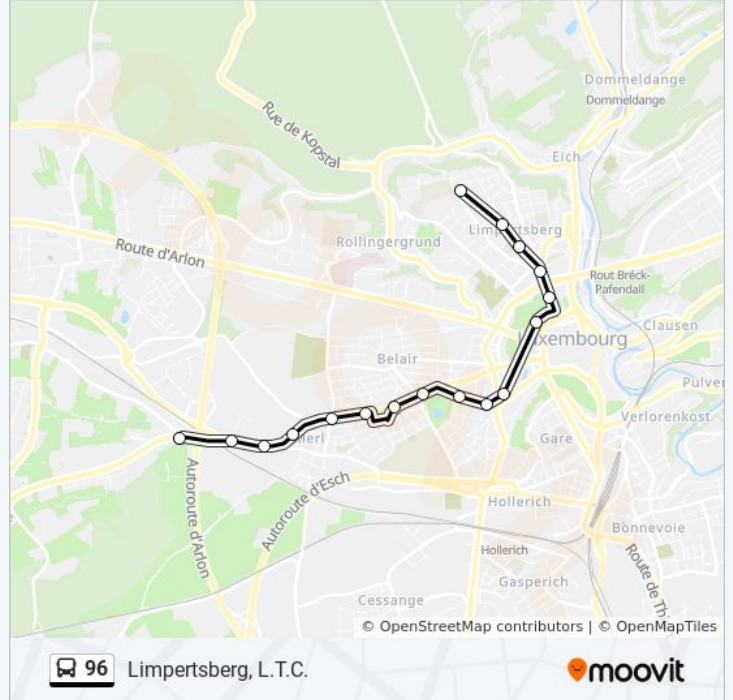 Dommeldange
Dommeldange
Rue de Kopstal
Eich
Limpertsberg
Rollingergrund
Route d'Arlon
Rout Bréck-
Pafendall
Clausen
Luxembourg
Belair
Pulver
Verlorenkost
Merl
Gare
Autoroute d'Arlon
Autoroute d'Esch
Hollerich
Bonnevoie
Hollerich
Route de Th
Gasperich
Cessange
© OpenStreetMap contributors | © OpenMapTiles
96 Limpertsberg, L.T.C.
moovit